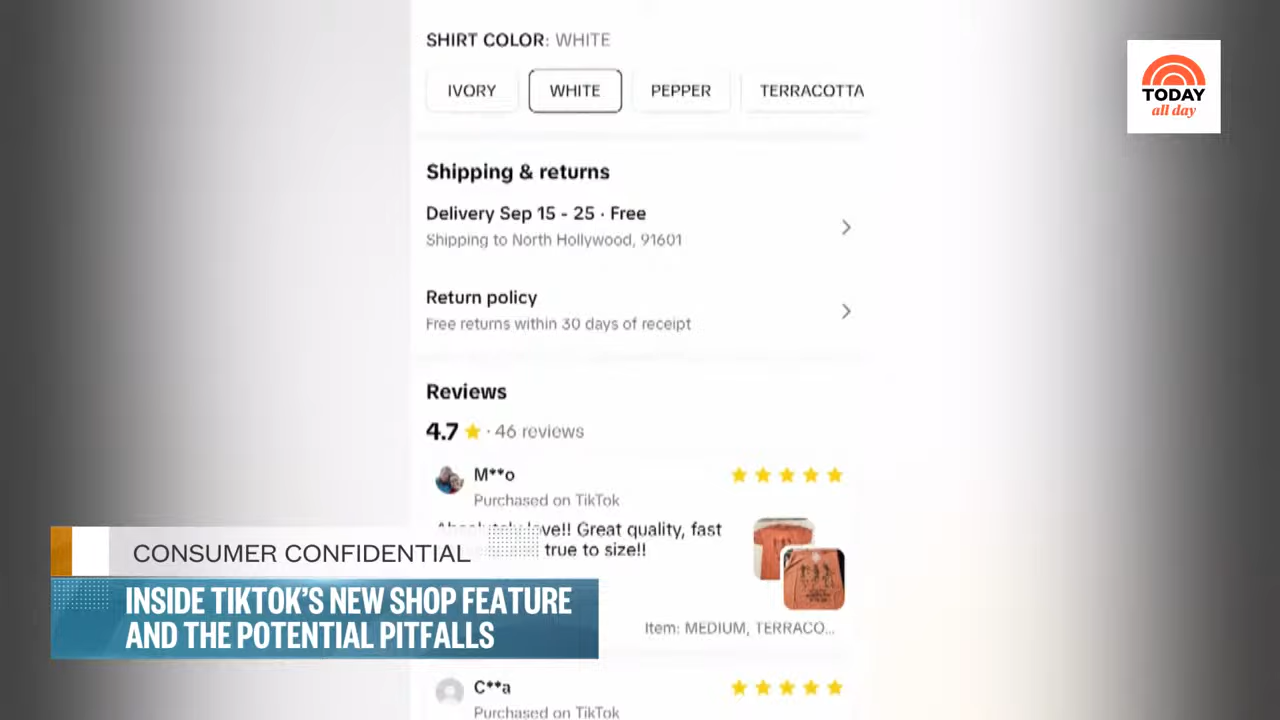 SHIRT COLOR: WHITE
IVORY
WHITE
PEPPER
TERRACOTTA
TODAY
all day
Shipping & returns
Delivery Sep 15 - 25 · Free
Shipping to North Hollywood, 91601
Return policy
Free returns within 30 days of receipt
Reviews
4.7 ★ · 46 reviews
M**o
Purchased on TikTok
love!! Great quality, fast
true to size!!
Item: MEDIUM, TERRACO...
C**a
Purchased on TikTok
CONSUMER CONFIDENTIAL
INSIDE TIKTOK'S NEW SHOP FEATURE
AND THE POTENTIAL PITFALLS